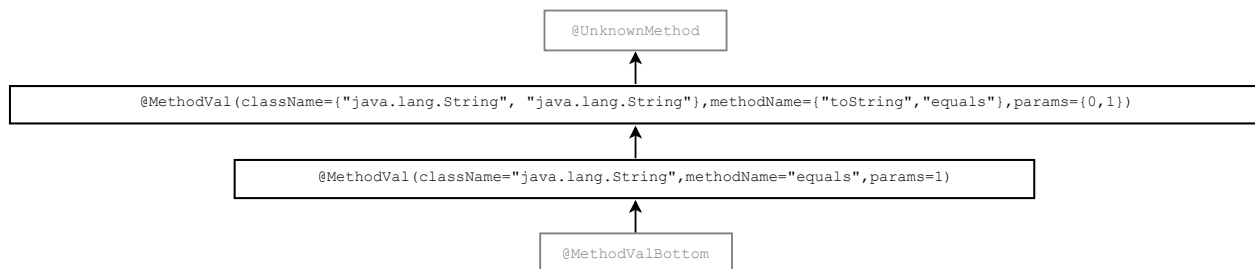 @UnknownMethod
@MethodVal(className={"java.lang.String", "java.lang.String"},methodName={"toString","equals"},params={0,1})
@MethodVal(className="java.lang.String",methodName="equals",params=1)
@MethodValBottom